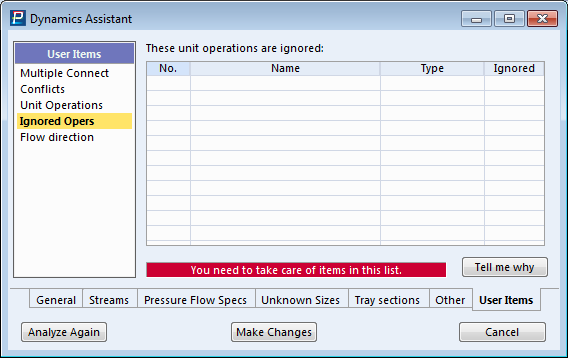 Dynamics Assistant
User Items
Multiple Connect
Conflicts
Unit Operations
Ignored Opers
Flow direction
These unit operations are ignored:
No. Name Type Ignored
You need to take care of items in this list.
Tell me why
General Streams Pressure Flow Specs Unknown Sizes Tray sections Other User Items
Analyze Again Make Changes Cancel